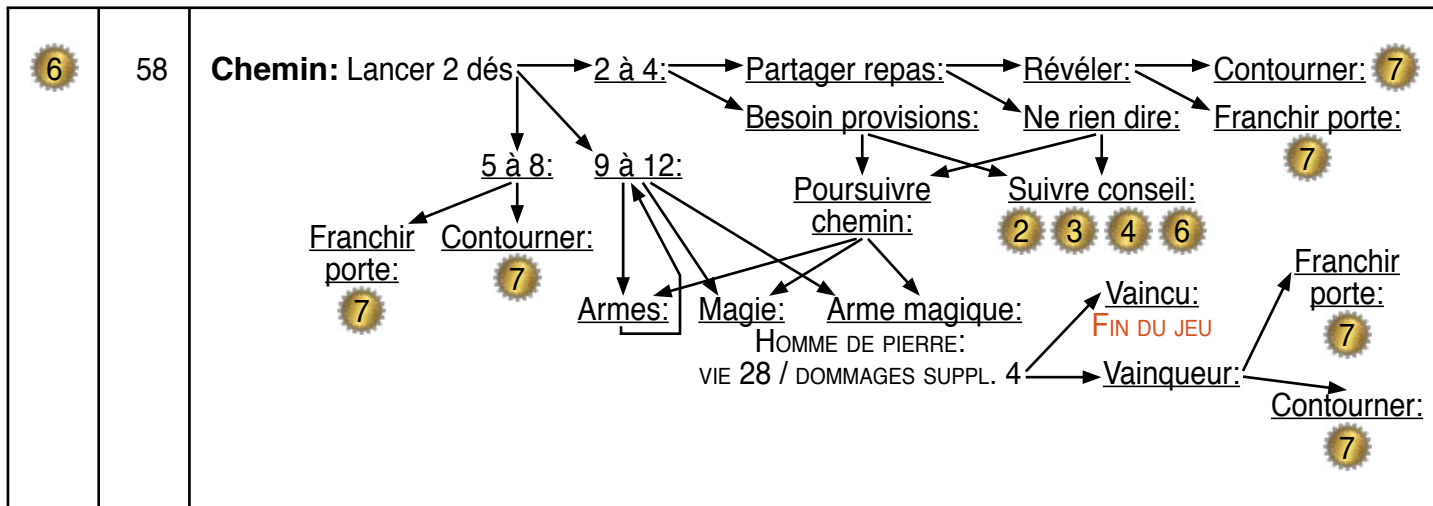 6 58 Chemin: Lancer 2 dés 2 à 4: Partager repas: Révéler: Contourner: 7
Besoin provisions: Ne rien dire: Franchir porte:
7
5 à 8: 9 à 12:
Poursuivre chemin:
Suivre conseil:
2 3 4 6
Franchir porte:
7
Contourner:
7
Armes: Magie: Arme magique:
HOMME DE PIERRE:
VIE 28 / DOMMAGES SUPPL. 4
Vaincu:
FIN DU JEU
Vainqueur:
Franchir
porte:
7
Contourner:
7